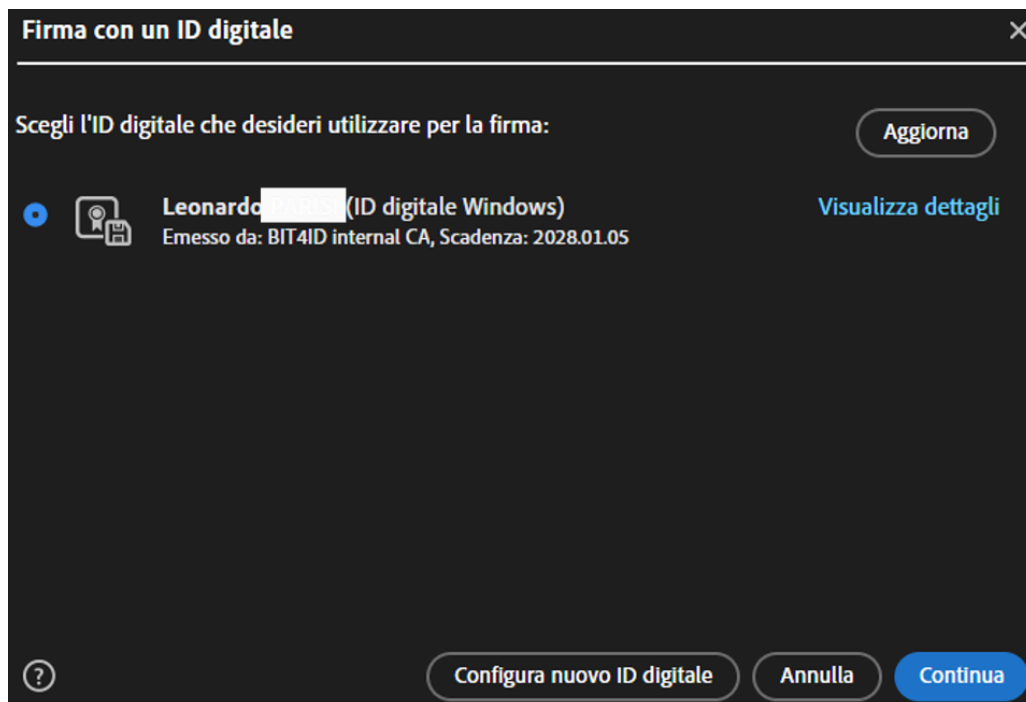 Firma con un ID digitale
Scegli l'ID digitale che desideri utilizzare per la firma:
Aggiorna
Leonardo (ID digitale Windows)
Visualizza dettagli
Emesso da: BIT4ID internal CA, Scadenza: 2028.01.05
?
Configura nuovo ID digitale
Annulla
Continua